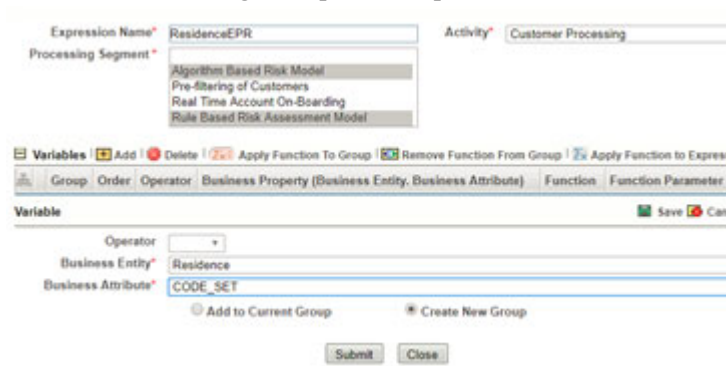 Expression Name* ResidenceEPR Activity* Customer Processing
Processing Segment*
Algorithm Based Risk Model
Pre-filtering of Customers
Real Time Account On-Boarding
Rule Based Risk Assessment Model
Variables Add Delete Apply Function To Group Remove Function From Group Apply Function to Expres
Group Order Operator Business Property (Business Entity. Business Attribute) Function Function Parameter
Variable Save Can
Operator
Business Entity* Residence
Business Attribute* CODE_SET
Add to Current Group Create New Group
Submit Close